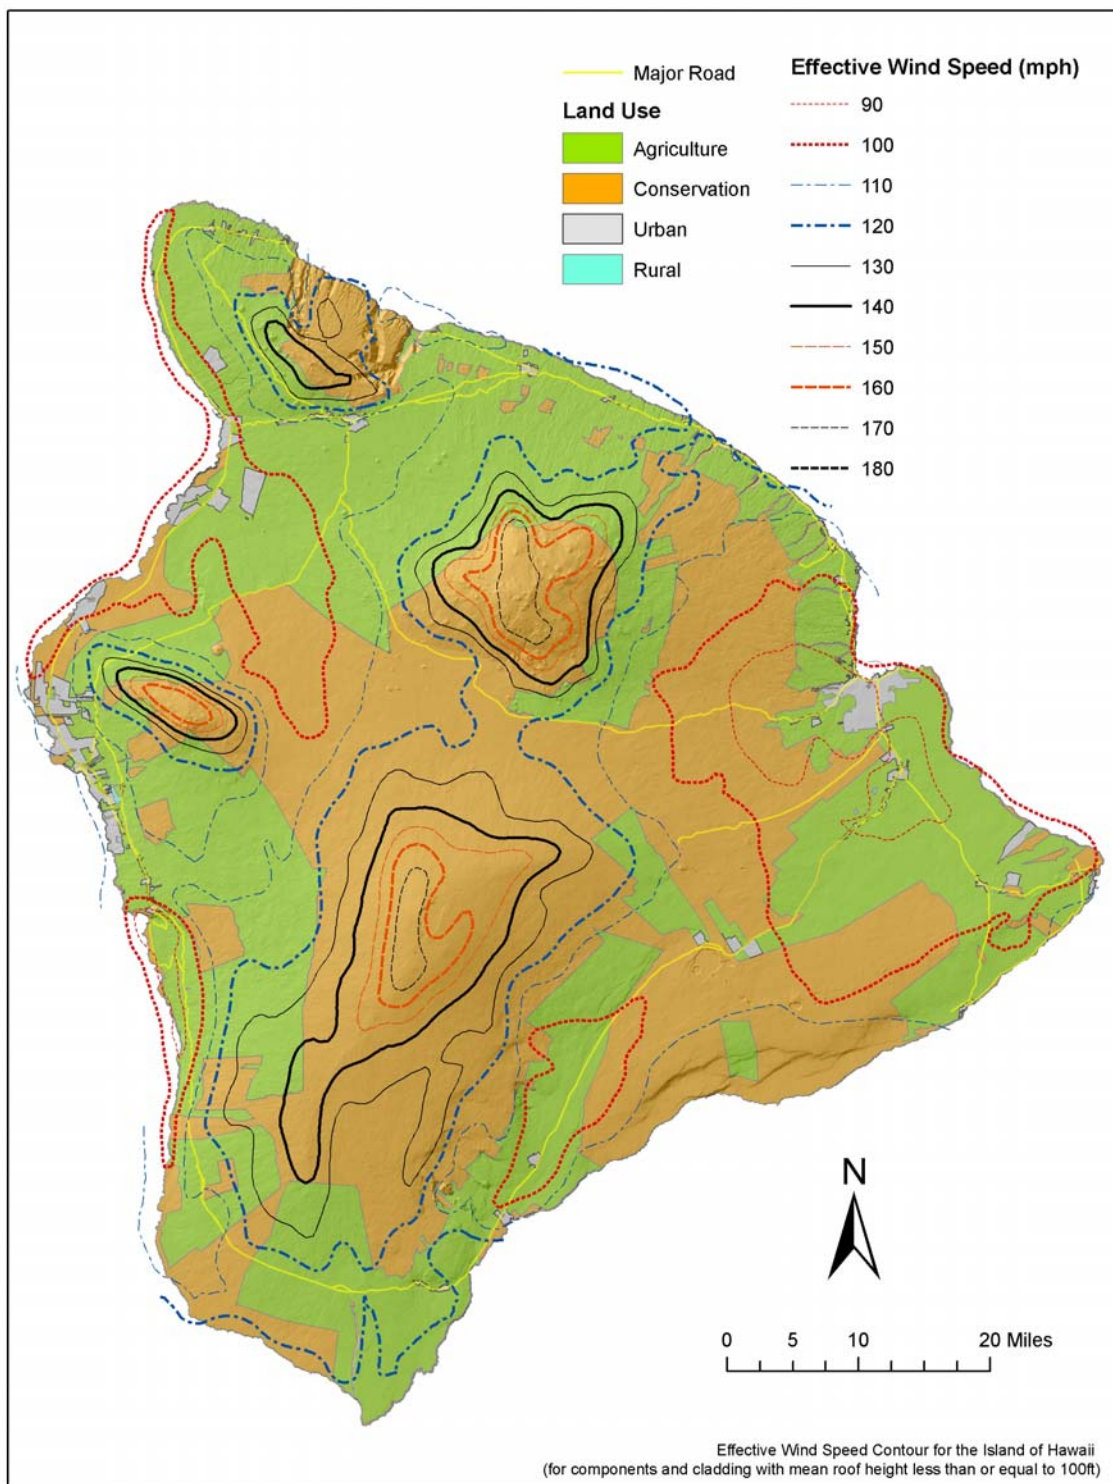 Major Road
Land Use
Agriculture
Conservation
Urban
Rural
Effective Wind Speed (mph)
90
100
110
120
130
140
150
160
170
180
N
0 5 10 20 Miles
Effective Wind Speed Contour for the Island of Hawaii
(for components and cladding with mean roof height less than or equal to 100ft)